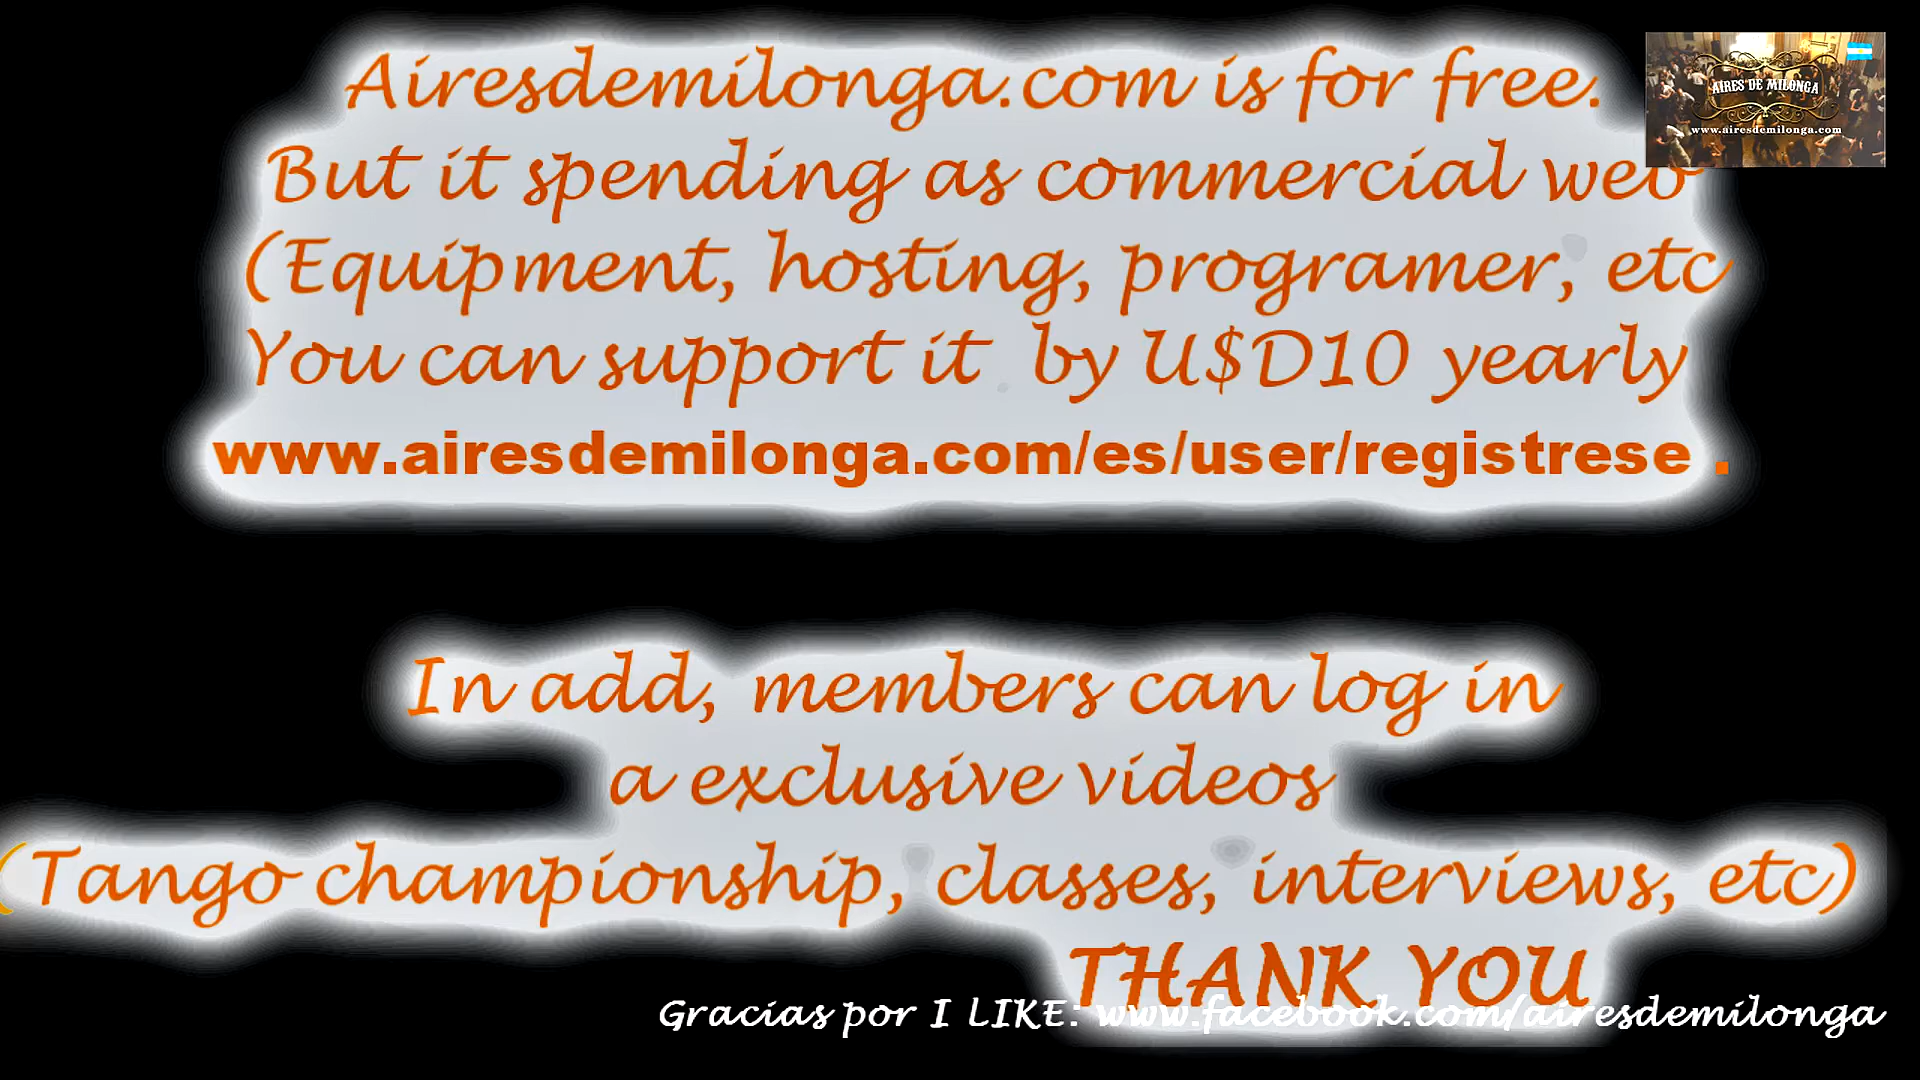 Airesdemilonga.com is for free.
But it spending as commercial web
(Equipment, hosting, programer, etc
You can support it by U$D10 yearly
www.airesdemilonga.com/es/user/registrese .
AIRES DE MILONGA
www.airesdemilonga.com
In add, members can log in
a exclusive videos
(Tango championship, classes, interviews, etc)
THANK YOU
Gracias por I LIKE: www.facebook.com/airesdemilonga